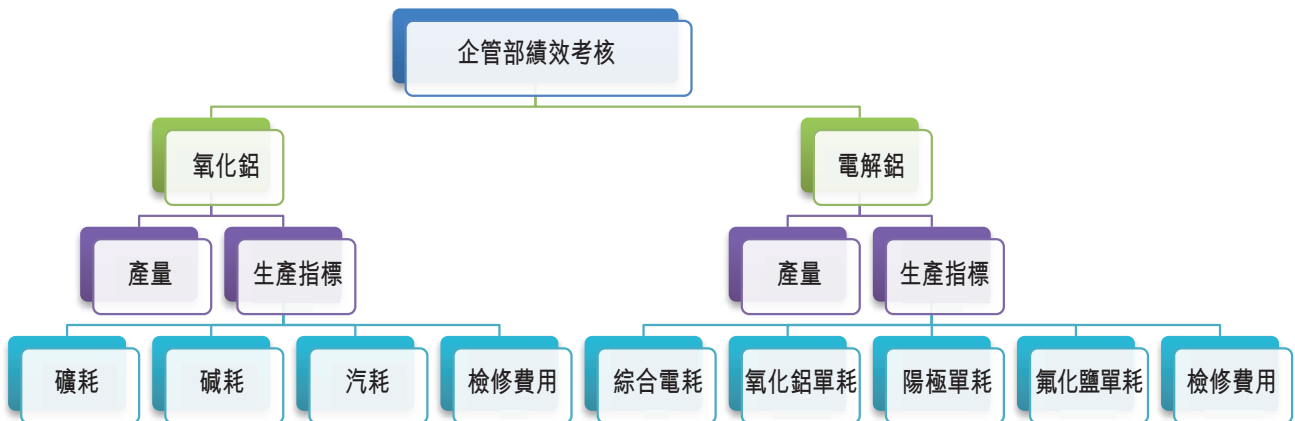 企管部績效考核
氧化鋁
電解鋁
產量
生產指標
產量
生產指標
礦耗
碱耗
汽耗
檢修費用
綜合電耗
氧化鋁單耗
陽極單耗
氟化鹽單耗
檢修費用